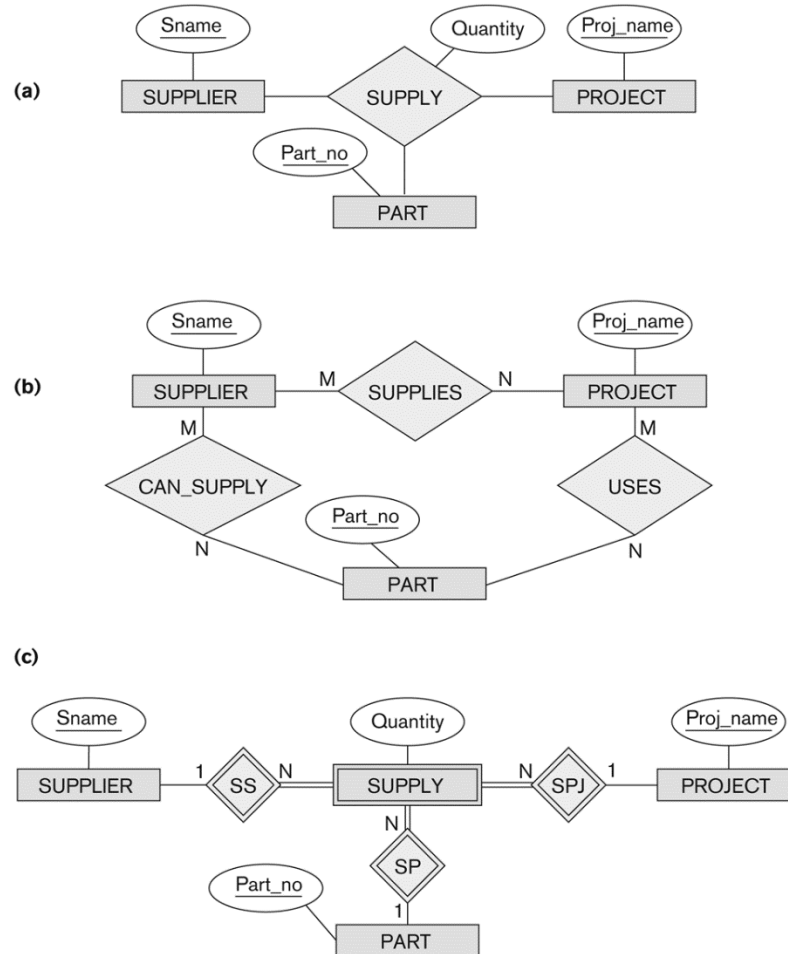 (a)
Sname
Quantity
Proj_name
SUPPLIER
SUPPLY
PROJECT
Part_no
PART
(b)
Sname
Proj_name
SUPPLIER
M
SUPPLIES
N
PROJECT
M
M
CAN_SUPPLY
USES
Part_no
N
N
PART
(c)
Sname
Quantity
Proj_name
SUPPLIER
1
SS
N
SUPPLY
N
SPJ
1
PROJECT
N
SP
Part_no
1
PART